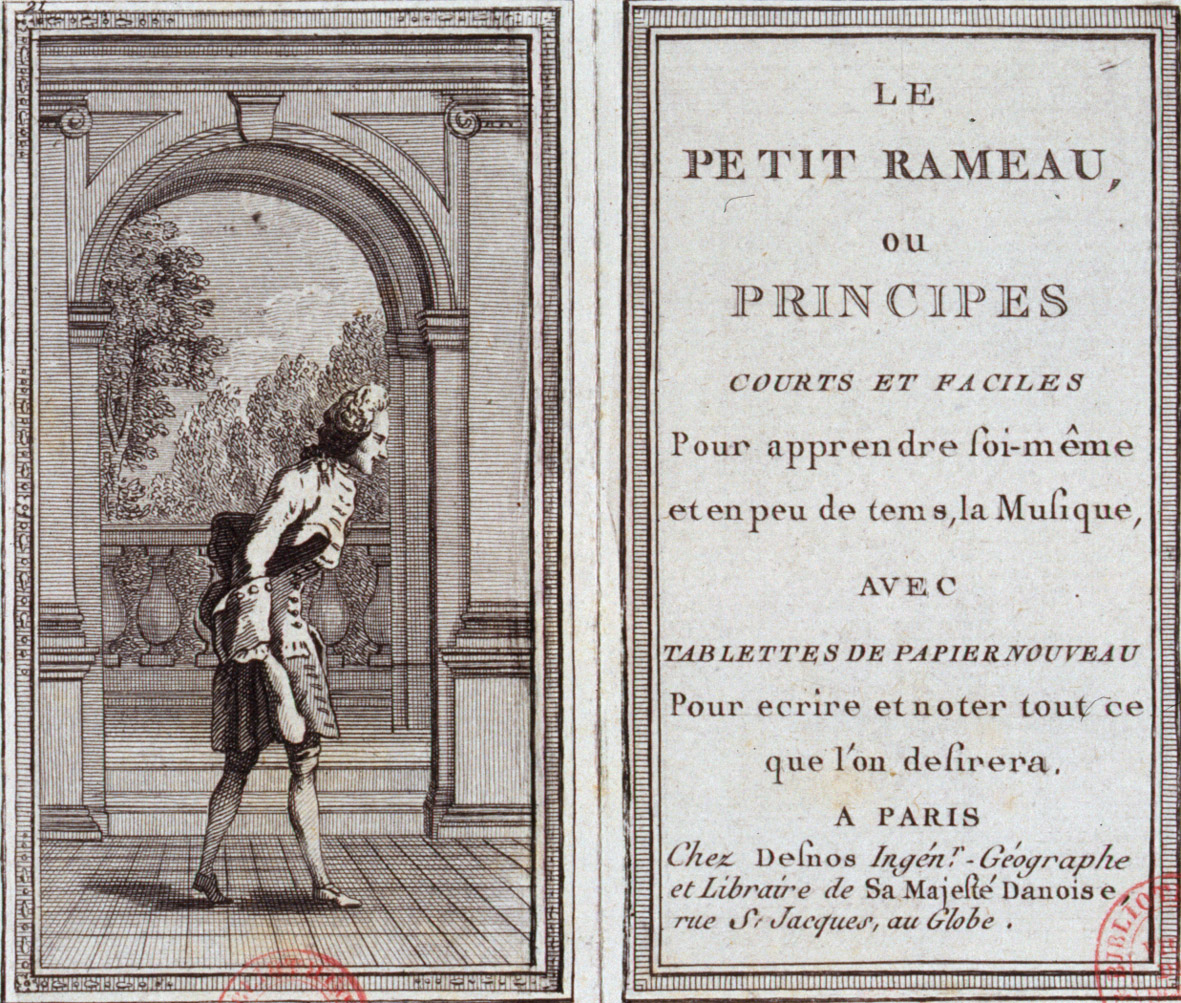 21
LE
PETIT RAMEAU,
OU
PRINCIPES
COURTS ET FACILES
Pour apprendre ſoi-même
et en peu de tems, la Muſique,
AVEC
TABLETTES DE PAPIER NOUVEAU
Pour ecrire et noter tout ce
que l'on deſirera.
A PARIS
Chez Deſnos Ingén.r - Géographe
et Libraire de Sa Majeſté Danoise,
rue St Jacques, au Globe.